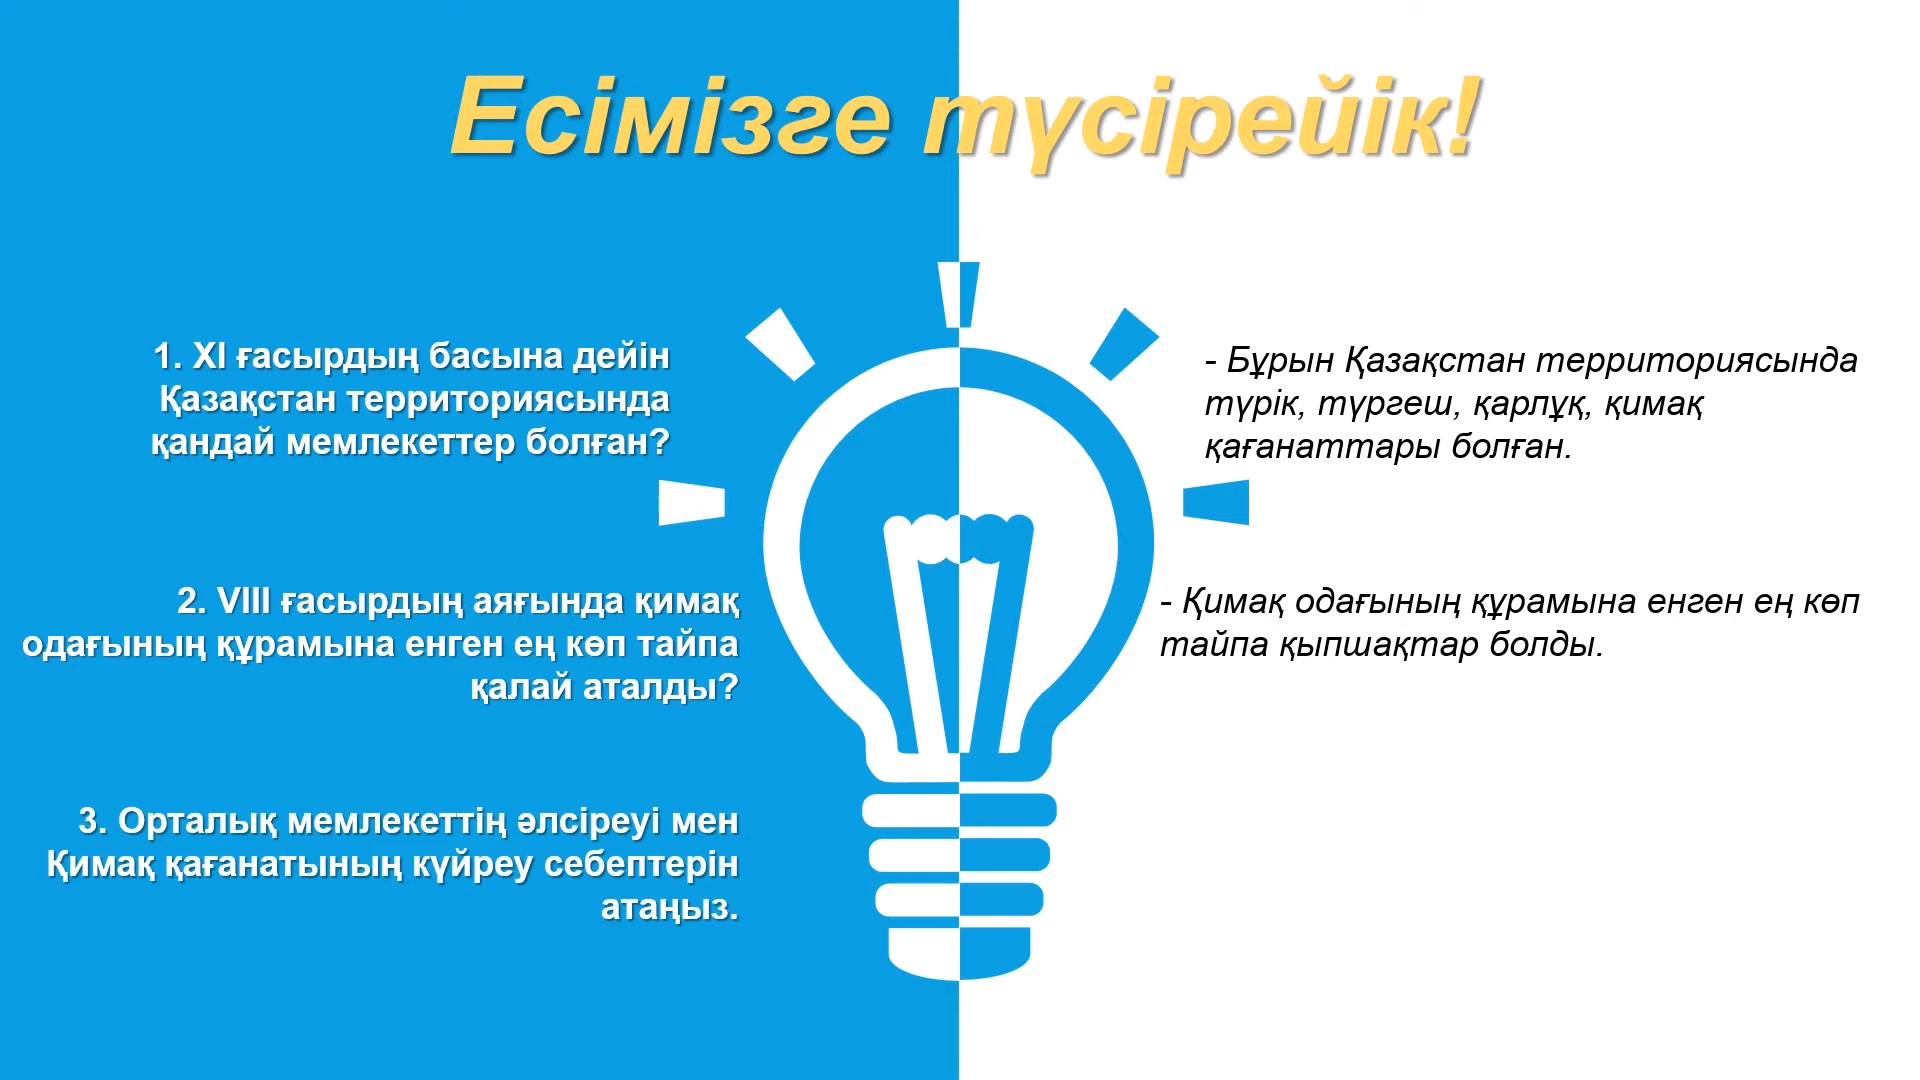 Есімізге түсірейік!
1. XI ғасырдың басына дейін
Қазақстан территориясында
қандай мемлекеттер болған?
- Бұрын Қазақстан территориясында
түрік, түргеш, қарлұқ, қимақ
қағанаттары болған.
2. VIII ғасырдың аяғында қимақ
одағының құрамына енген ең көп тайпа
қалай аталды?
- Қимақ одағының құрамына енген ең көп
тайпа қыпшақтар болды.
3. Орталық мемлекеттің әлсіреуі мен
Қимақ қағанатының күйреу себептерін
атаңыз.